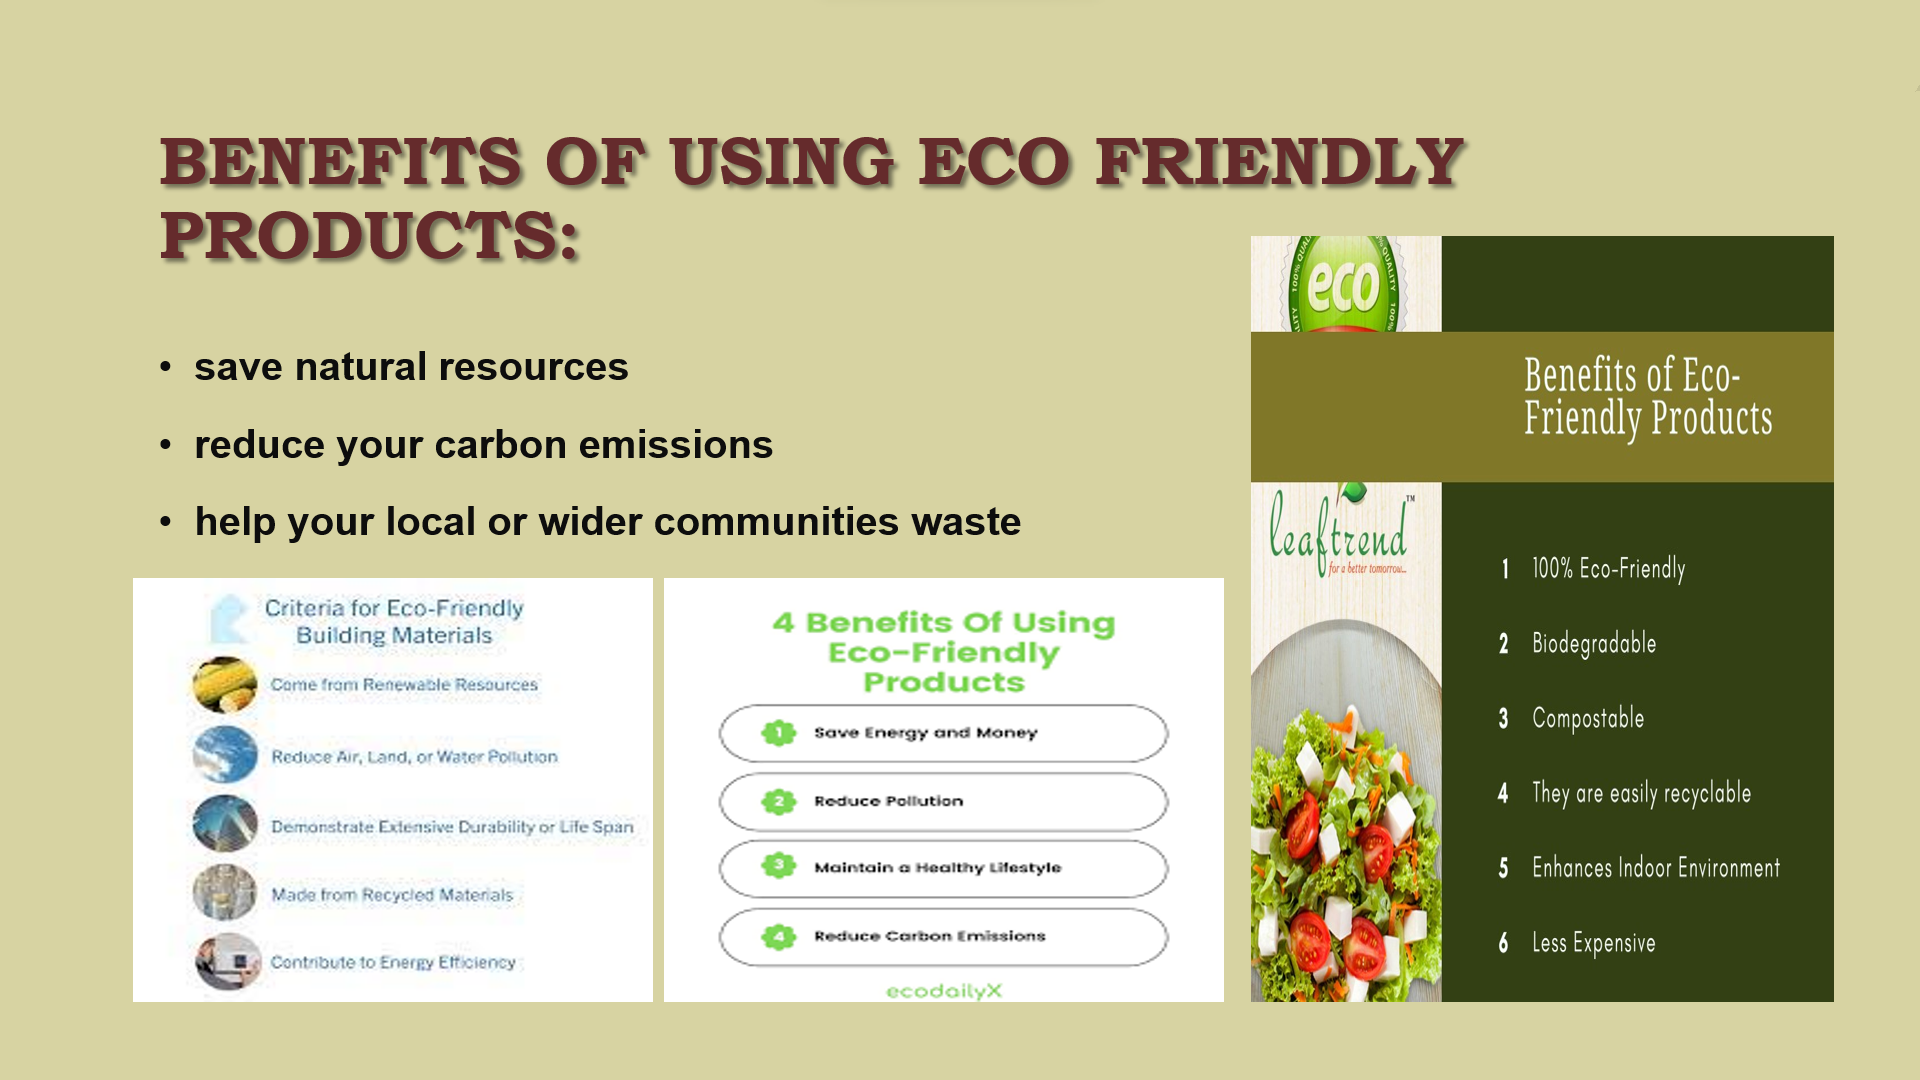 BENEFITS OF USING ECO FRIENDLY
PRODUCTS:
• save natural resources
• reduce your carbon emissions
• help your local or wider communities waste
Criteria for Eco-Friendly
Building Materials
Come from Renewable Resources
Reduce Air, Land, or Water Pollution
Demonstrate Extensive Durability or Life Span
Made from Recycled Materials
Contribute to Energy Efficiency
4 Benefits Of Using
Eco-Friendly
Products
1 Save Energy and Money
2 Reduce Pollution
3 Maintain a Healthy Lifestyle
4 Reduce Carbon Emissions
ecodailyX
100% QUALITY
eco
Benefits of Eco-
Friendly Products
leaftrend™
for a better tomorrow...
1 100% Eco-Friendly
2 Biodegradable
3 Compostable
4 They are easily recyclable
5 Enhances Indoor Environment
6 Less Expensive